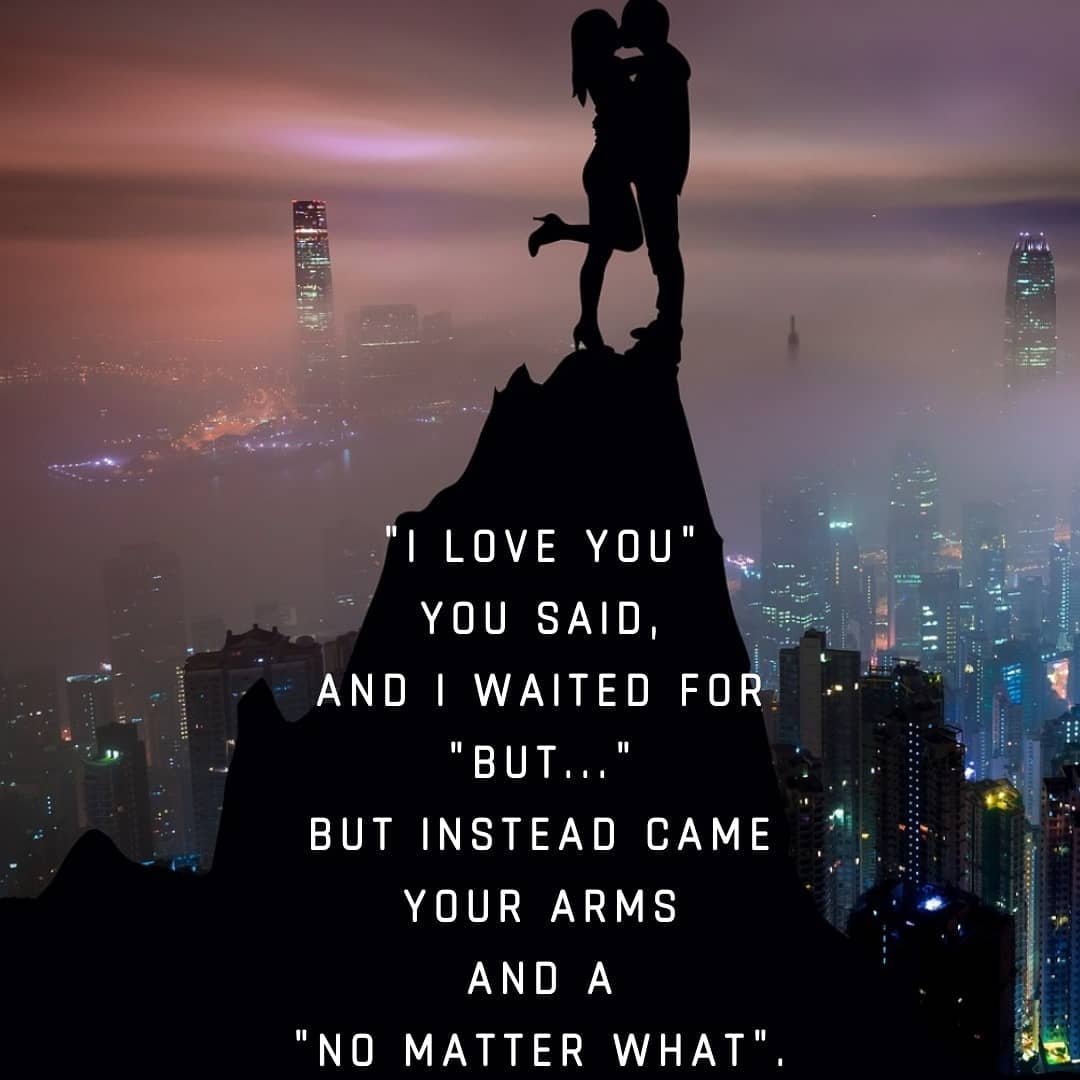 "I LOVE YOU"
YOU SAID,
AND I WAITED FOR
"BUT..."
BUT INSTEAD CAME
YOUR ARMS
AND A
"NO MATTER WHAT".